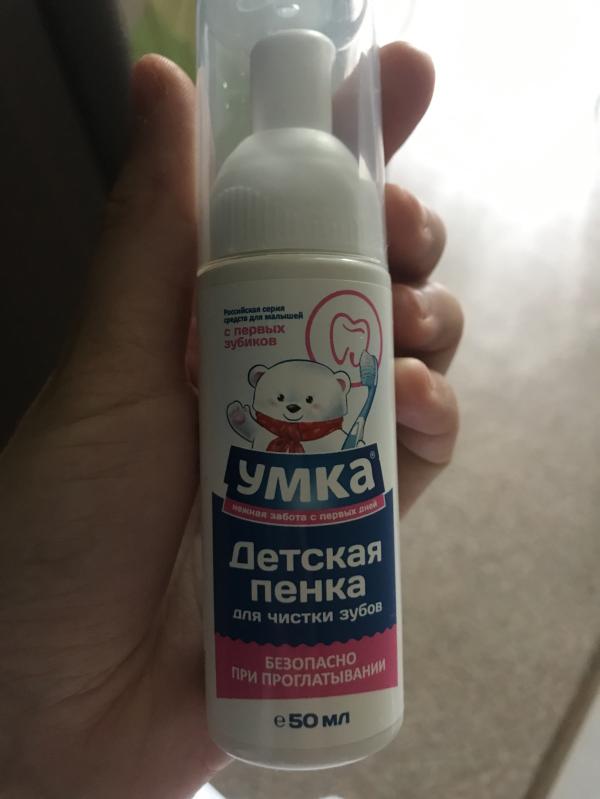 Российская серия
средств для малышей
с первых
зубиков
УМКА®
нежная забота с первых дней
Детская
пенка
для чистки зубов
БЕЗОПАСНО
ПРИ ПРОГЛАТЫВАНИИ
℮50 мл